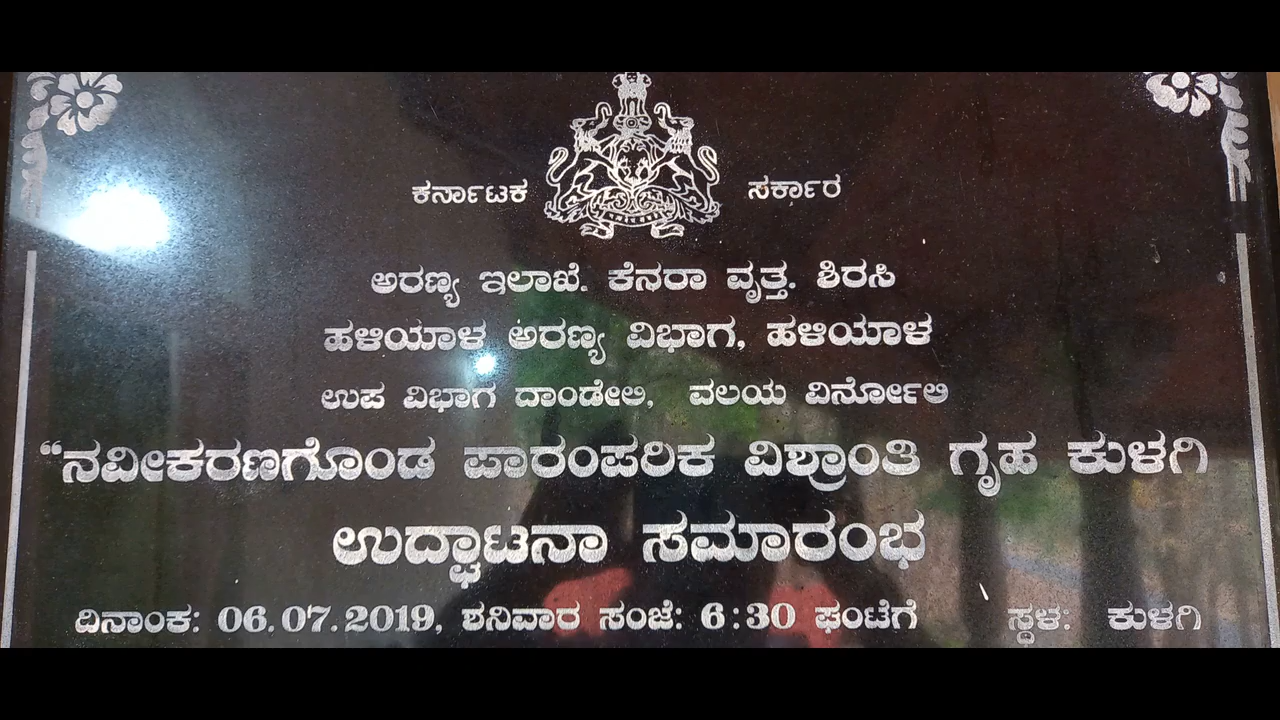 ಕರ್ನಾಟಕ ಸರ್ಕಾರ
ಅರಣ್ಯ ಇಲಾಖೆ. ಕೆನರಾ ವೃತ್ತ. ಶಿರಸಿ
ಹಳಿಯಾಳ ಅರಣ್ಯ ವಿಭಾಗ, ಹಳಿಯಾಳ
ಉಪ ವಿಭಾಗ ದಾಂಡೇಲಿ, ವಲಯ ವಿರ್ನೋಲಿ
“ನವೀಕರಣಗೊಂಡ ಪಾರಂಪರಿಕ ವಿಶ್ರಾಂತಿ ಗೃಹ ಕುಳಗಿ
ಉದ್ಘಾಟನಾ ಸಮಾರಂಭ
ದಿನಾಂಕ: 06.07.2019, ಶನಿವಾರ ಸಂಜೆ: 6:30 ಘಂಟೆಗೆ ಸ್ಥಳ: ಕುಳಗಿ